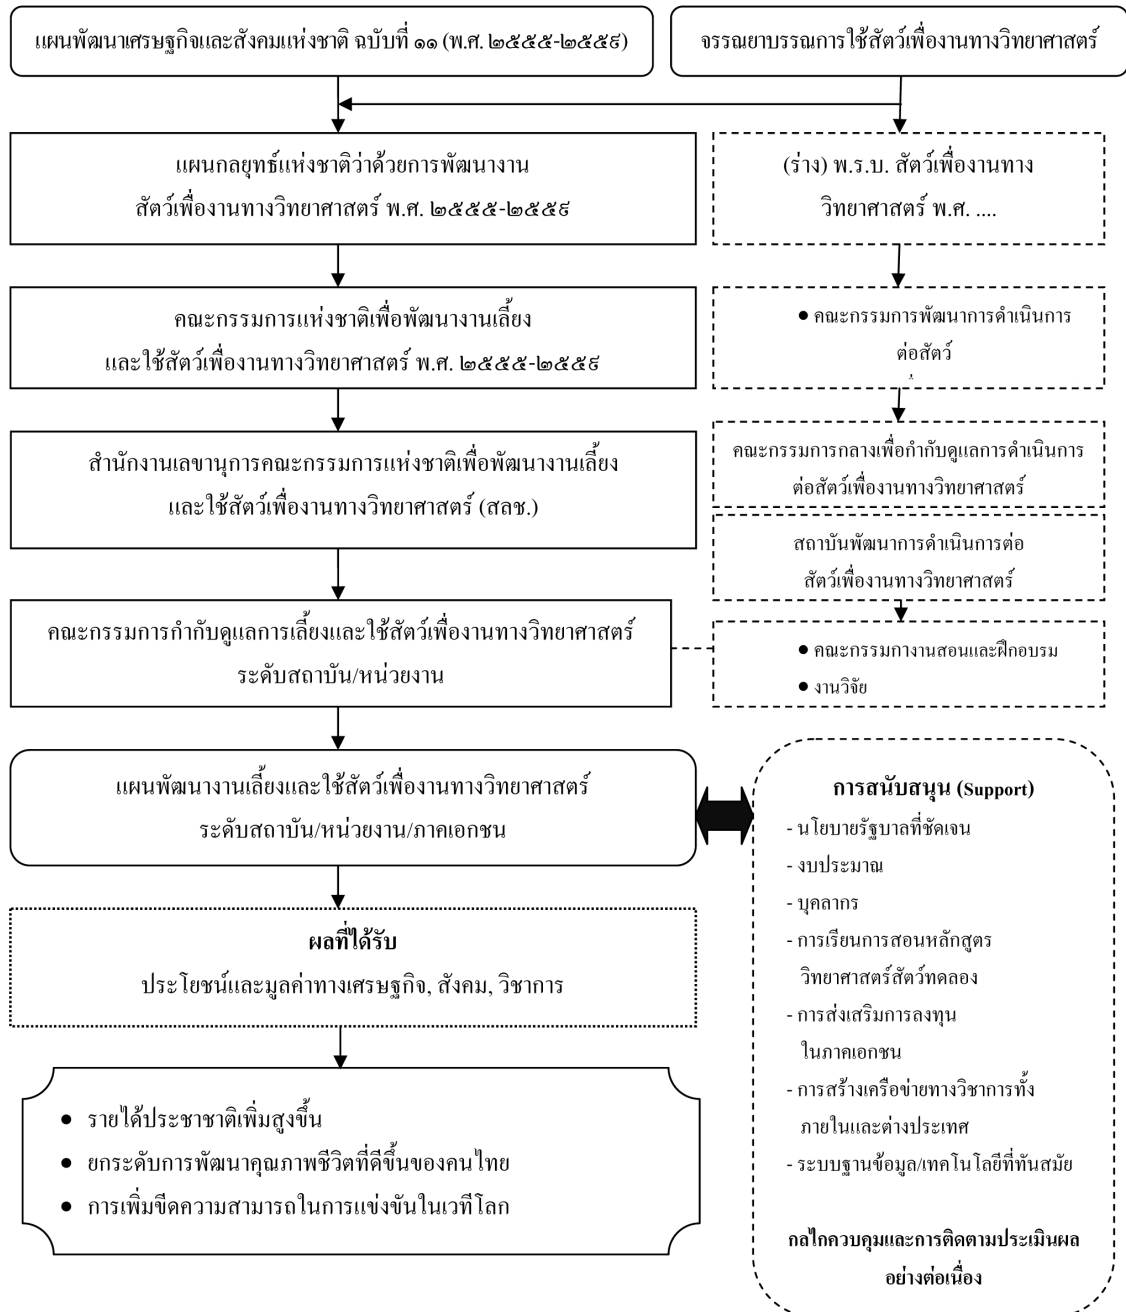 แผนพัฒนาเศรษฐกิจและสังคมแห่งชาติ ฉบับที่ ๑๑ (พ.ศ. ๒๕๕๕-๒๕๕๙)
จรรณยาบรรณการใช้สัตว์เพื่องานทางวิทยาศาสตร์
แผนกลยุทธ์แห่งชาติว่าด้วยการพัฒนางาน
สัตว์เพื่องานทางวิทยาศาสตร์ พ.ศ. ๒๕๕๕-๒๕๕๙
(ร่าง) พ.ร.บ. สัตว์เพื่องานทาง
วิทยาศาสตร์ พ.ศ. ....
คณะกรรมการแห่งชาติเพื่อพัฒนางานเลี้ยง
และใช้สัตว์เพื่องานทางวิทยาศาสตร์ พ.ศ. ๒๕๕๕-๒๕๕๙
● คณะกรรมการพัฒนาการดำเนินการ
ต่อสัตว์
สำนักงานเลขานุการคณะกรรมการแห่งชาติเพื่อพัฒนางานเลี้ยง
และใช้สัตว์เพื่องานทางวิทยาศาสตร์ (สลช.)
คณะกรรมการกลางเพื่อกำกับดูแลการดำเนินการ
ต่อสัตว์เพื่องานทางวิทยาศาสตร์
สถาบันพัฒนาการดำเนินการต่อ
สัตว์เพื่องานทางวิทยาศาสตร์
คณะกรรมการกำกับดูแลการเลี้ยงและใช้สัตว์เพื่องานทางวิทยาศาสตร์
ระดับสถาบัน/หน่วยงาน
● คณะกรรมกางานสอนและฝึกอบรม
● งานวิจัย
แผนพัฒนางานเลี้ยงและใช้สัตว์เพื่องานทางวิทยาศาสตร์
ระดับสถาบัน/หน่วยงาน/ภาคเอกชน
ผลที่ได้รับ
ประโยชน์และมูลค่าทางเศรษฐกิจ, สังคม, วิชาการ
● รายได้ประชาชาติเพิ่มสูงขึ้น
● ยกระดับการพัฒนาคุณภาพชีวิตที่ดีขึ้นของคนไทย
● การเพิ่มขีดความสามารถในการแข่งขันในเวทีโลก
การสนับสนุน (Support)
- นโยบายรัฐบาลที่ชัดเจน
- งบประมาณ
- บุคลากร
- การเรียนการสอนหลักสูตร
วิทยาศาสตร์สัตว์ทดลอง
- การส่งเสริมการลงทุน
ในภาคเอกชน
- การสร้างเครือข่ายทางวิชาการทั้ง
ภายในและต่างประเทศ
- ระบบฐานข้อมูล/เทคโนโลยีที่ทันสมัย
กลไกควบคุมและการติดตามประเมินผล
อย่างต่อเนื่อง